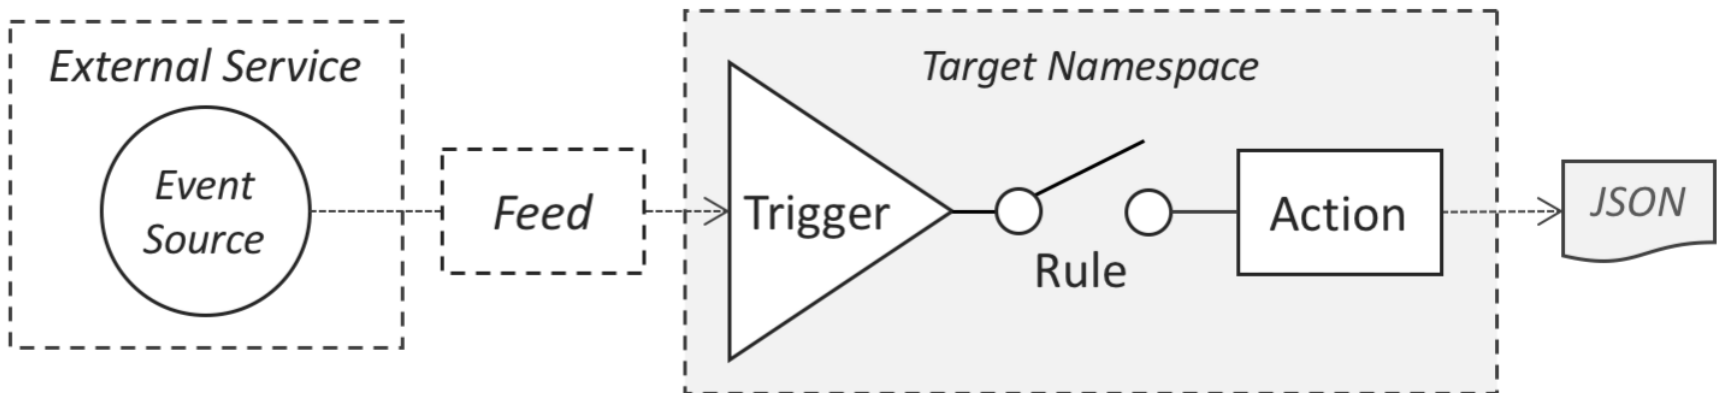 External Service
Event
Source
Feed
Target Namespace
Trigger
Rule
Action
JSON